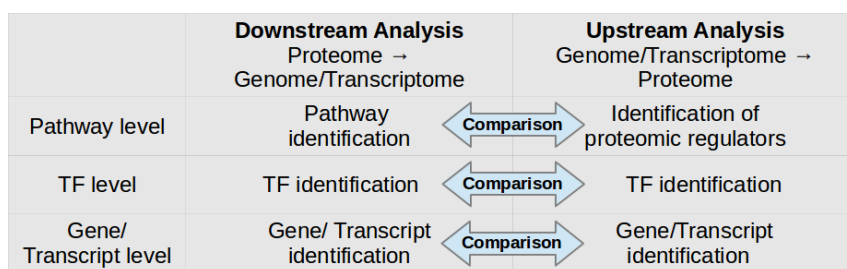 Downstream Analysis
Proteome →
Genome/Transcriptome
Upstream Analysis
Genome/Transcriptome →
Proteome
Pathway level
Pathway
identification
Comparison
Identification of
proteomic regulators
TF level
TF identification
Comparison
TF identification
Gene/
Transcript level
Gene/ Transcript
identification
Comparison
Gene/Transcript
identification